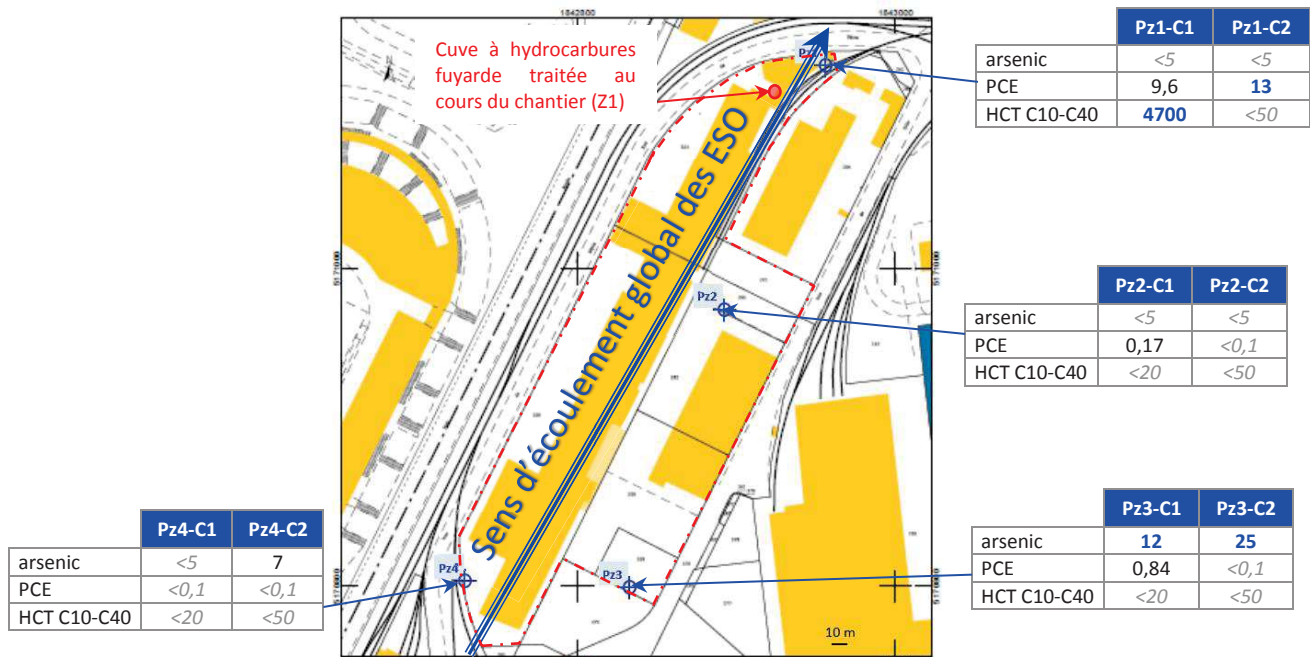 1842800
1843000
Cuve à hydrocarbures
fuyarde traitée au
cours du chantier (Z1)
Pz1-C1 Pz1-C2
arsenic <5 <5
PCE 9,6 13
HCT C10-C40 4700 <50
Sens d'écoulement global des ESO
5171000
5171000
Pz2
Pz2-C1 Pz2-C2
arsenic <5 <5
PCE 0,17 <0,1
HCT C10-C40 <20 <50
Pz3-C1 Pz3-C2
arsenic 12 25
PCE 0,84 <0,1
HCT C10-C40 <20 <50
Pz4-C1 Pz4-C2
arsenic <5 7
PCE <0,1 <0,1
HCT C10-C40 <20 <50
Pz4
Pz3
10 m